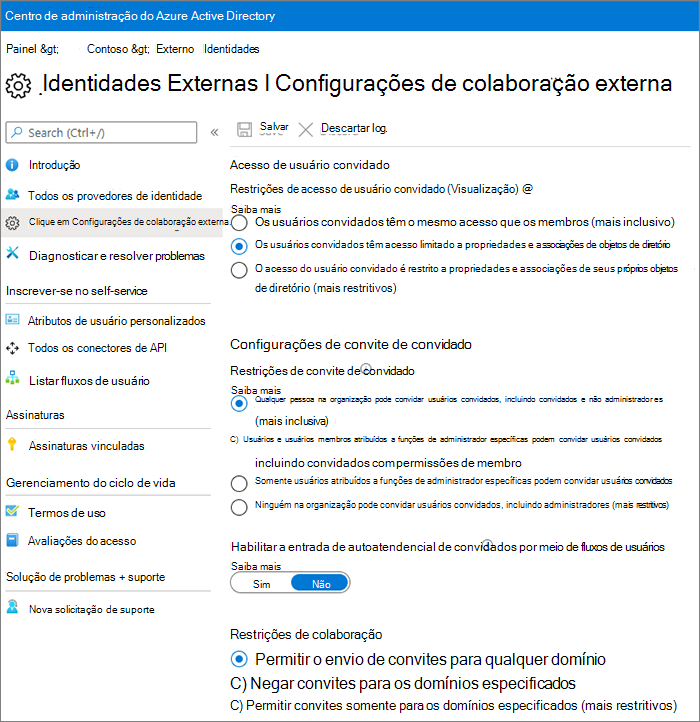 Centro de administração do Azure Active Directory
Painel &gt; Contoso &gt; Externo Identidades
Identidades Externas | Configurações de colaboração externa
Search (Ctrl+/)
«
Salvar
Descartar log.
Introdução
Todos os provedores de identidade
Clique em Configurações de colaboração externa.
Diagnosticar e resolver problemas
Inscrever-se no self-service
Atributos de usuário personalizados
Todos os conectores de API
Listar fluxos de usuário
Assinaturas
Assinaturas vinculadas
Gerenciamento do ciclo de vida
Termos de uso
Avaliações do acesso
Solução de problemas + suporte
Nova solicitação de suporte
Acesso de usuário convidado
Restrições de acesso de usuário convidado (Visualização) @
Saiba mais
Os usuários convidados têm o mesmo acesso que os membros (mais inclusivo)
Os usuários convidados têm acesso limitado a propriedades e associações de objetos de diretório
O acesso do usuário convidado é restrito a propriedades e associações de seus próprios objetos
de diretório (mais restritivos)
Configurações de convite de convidado
Restrições de convite de convidado
Saiba mais
Qualquer pessoa na organização pode convidar usuários convidados, incluindo convidados e não administradores
(mais inclusiva)
C) Usuários e usuários membros atribuídos a funções de administrador específicas podem convidar usuários convidados
incluindo convidados com permissões de membro
Somente usuários atribuídos a funções de administrador específicas podem convidar usuários convidados
Ninguém na organização pode convidar usuários convidados, incluindo administradores (mais restritivos)
Habilitar a entrada de autoatendencial de convidados por meio de fluxos de usuários
Saiba mais
Sim Não
Restrições de colaboração
Permitir o envio de convites para qualquer domínio
C) Negar convites para os domínios especificados
C) Permitir convites somente para os domínios especificados (mais restritivos)